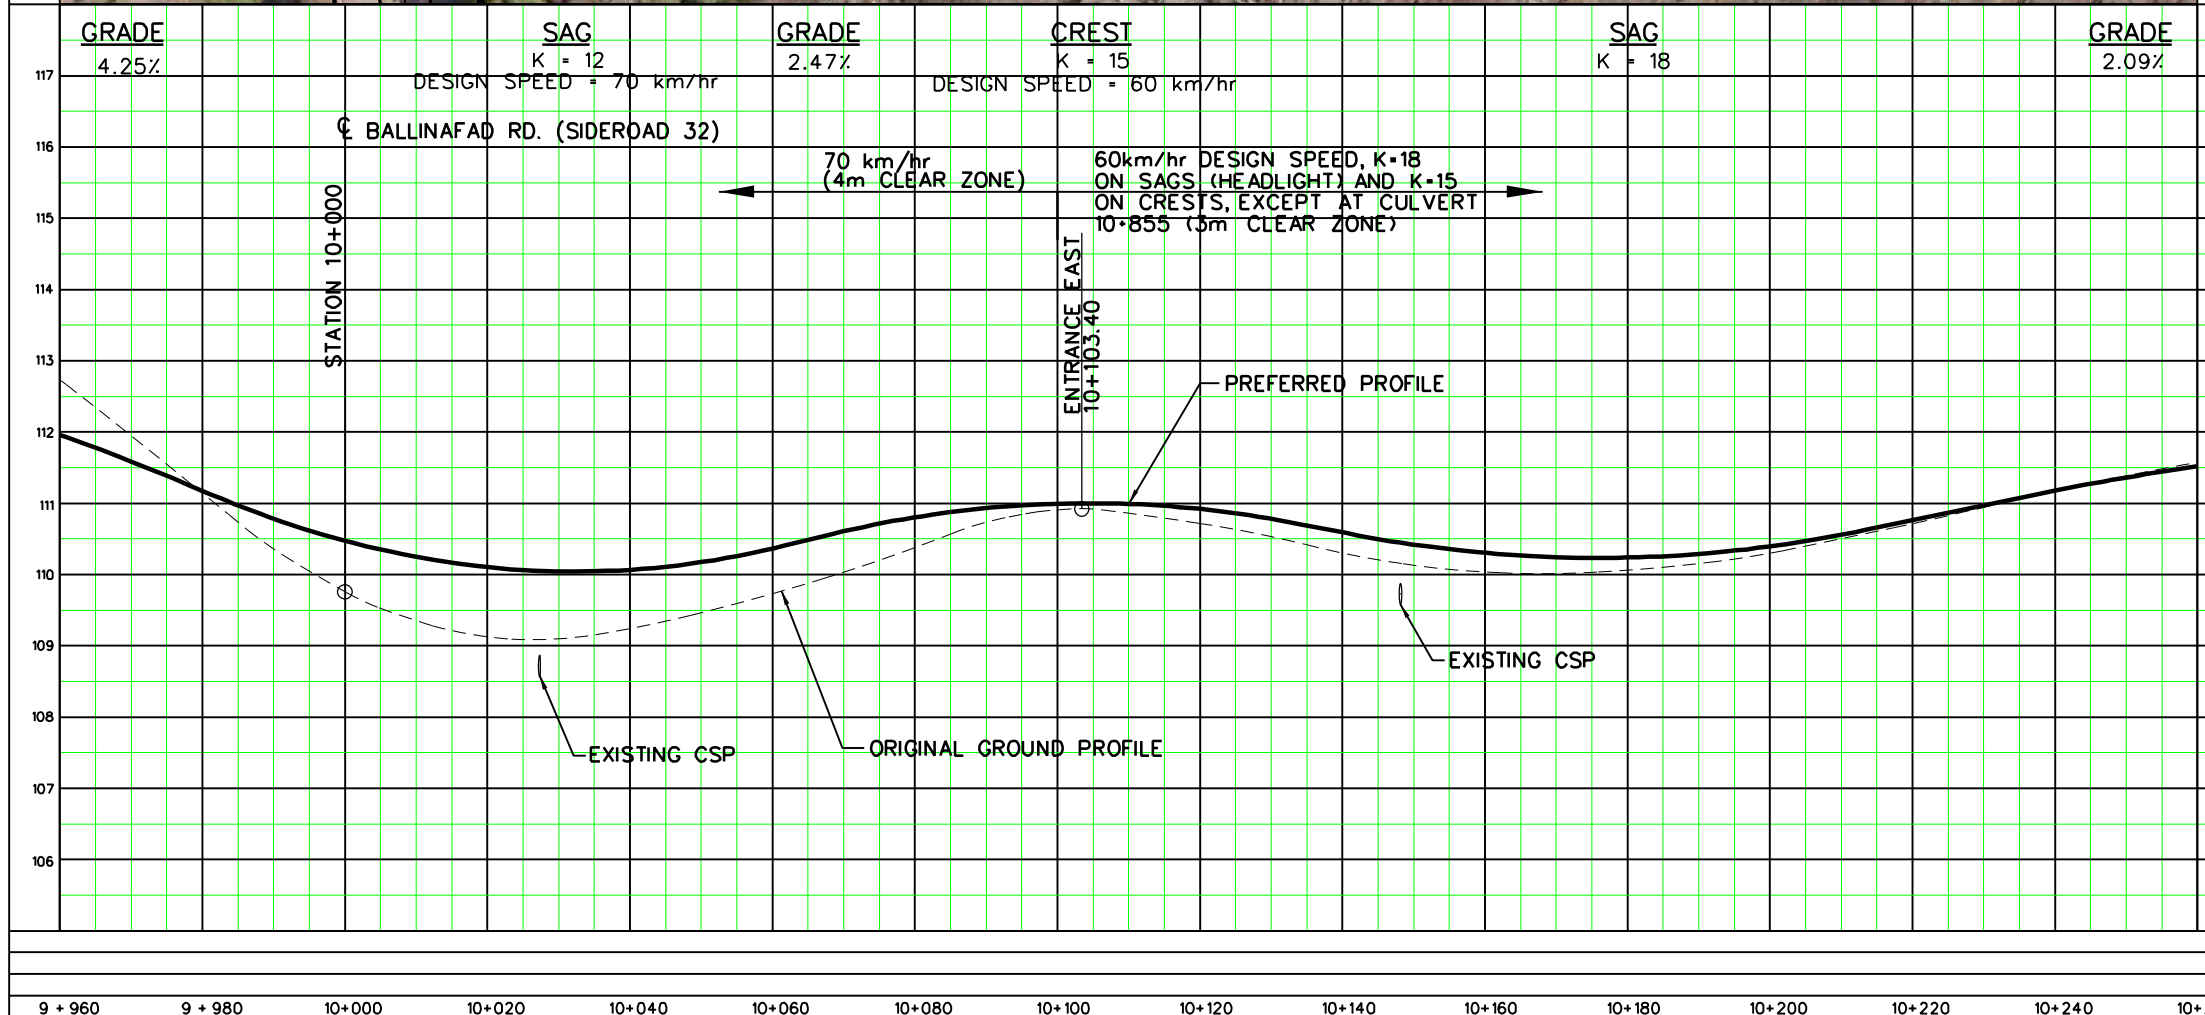 GRADE
4.25%
SAG
K = 12
DESIGN SPEED = 70 km/hr
GRADE
2.47%
CREST
K = 15
DESIGN SPEED = 60 km/hr
SAG
K = 18
GRADE
2.09%
℄ BALLINAFAD RD. (SIDEROAD 32)
STATION 10+000
70 km/hr
(4m CLEAR ZONE)
60km/hr DESIGN SPEED, K=18
ON SAGS (HEADLIGHT) AND K=15
ON CRESTS, EXCEPT AT CULVERT
10+855 (3m CLEAR ZONE)
ENTRANCE EAST
10+103.40
PREFERRED PROFILE
EXISTING CSP
ORIGINAL GROUND PROFILE
EXISTING CSP
117
116
115
114
113
112
111
110
109
108
107
106
9 + 960
9 + 980
10+000
10+020
10+040
10+060
10+080
10+100
10+120
10+140
10+160
10+180
10+200
10+220
10+240